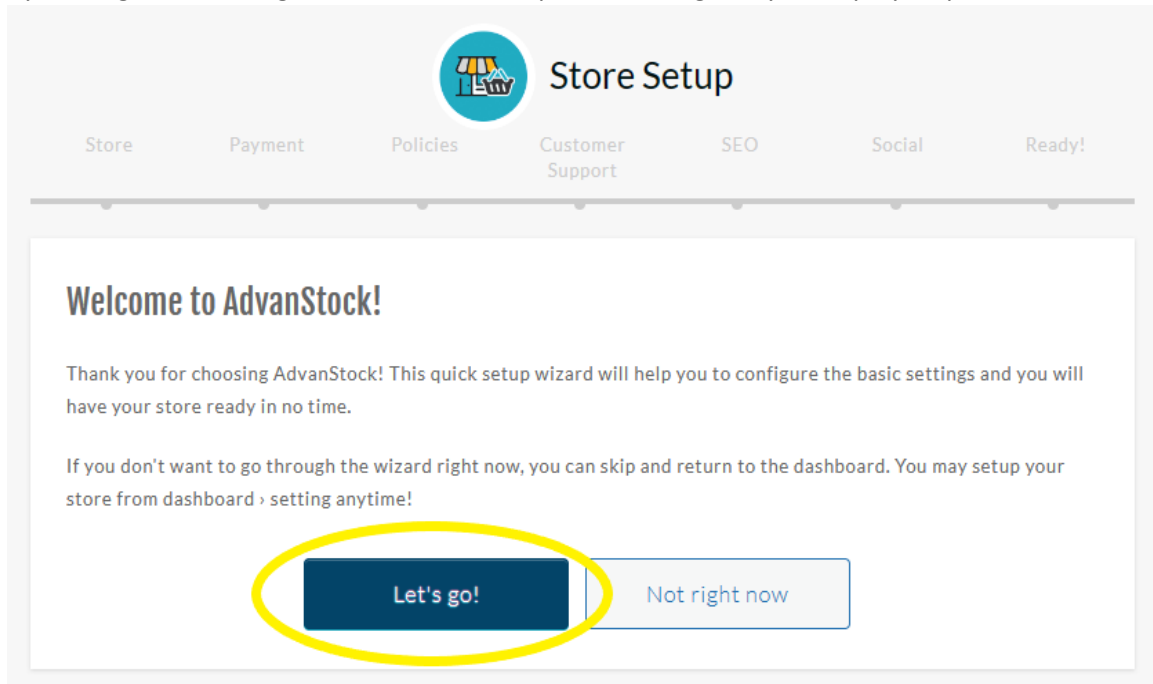 Store Setup
Store Payment Policies Customer Support SEO Social Ready!
Welcome to AdvanStock!
Thank you for choosing AdvanStock! This quick setup wizard will help you to configure the basic settings and you will
have your store ready in no time.
If you don't want to go through the wizard right now, you can skip and return to the dashboard. You may setup your
store from dashboard › setting anytime!
Let's go! Not right now